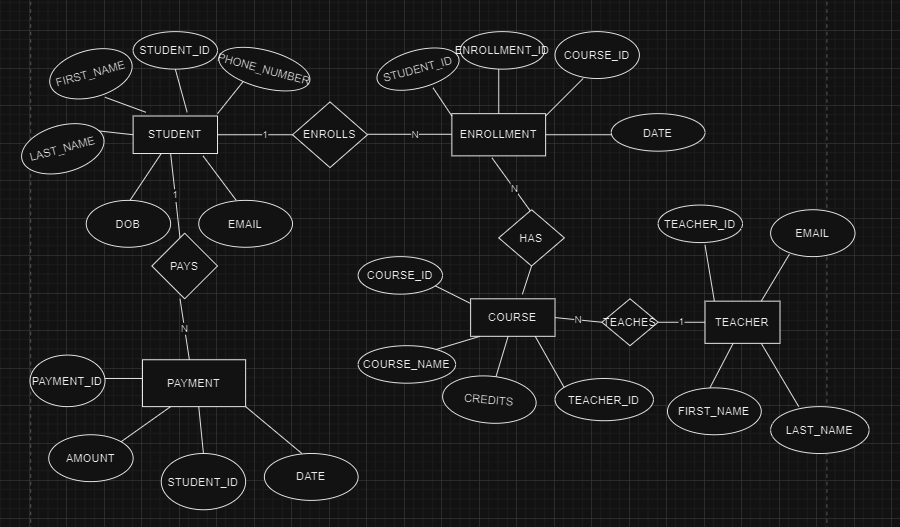 STUDENT_ID
ENROLLMENT_ID
COURSE_ID
FIRST_NAME
PHONE_NUMBER
STUDENT_ID
STUDENT
1
ENROLLS
N
ENROLLMENT
DATE
LAST_NAME
1
N
DOB
EMAIL
TEACHER_ID
EMAIL
HAS
PAYS
COURSE_ID
COURSE
N
TEACHES
1
TEACHER
N
COURSE_NAME
PAYMENT_ID
PAYMENT
CREDITS
TEACHER_ID
FIRST_NAME
LAST_NAME
AMOUNT
STUDENT_ID
DATE